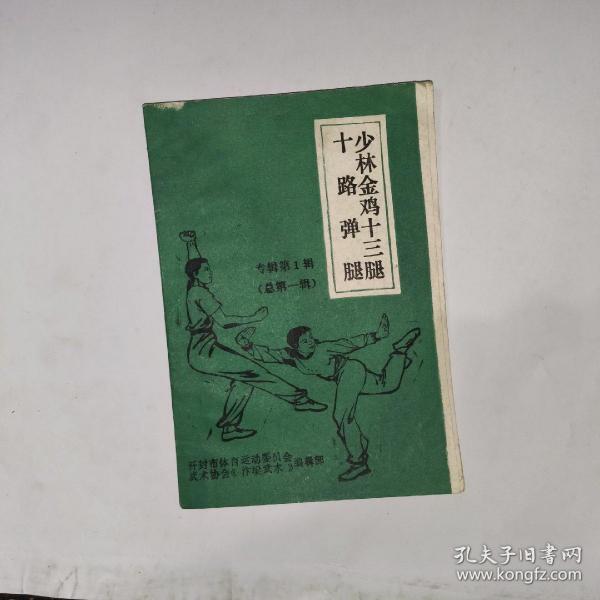 少林金鸡十三腿
十路弹腿
专辑第1辑
（总第一辑）
开封市体育运动委员会
武术协会《汴梁武术》编辑部
孔夫子旧书网
www.kongfz.com